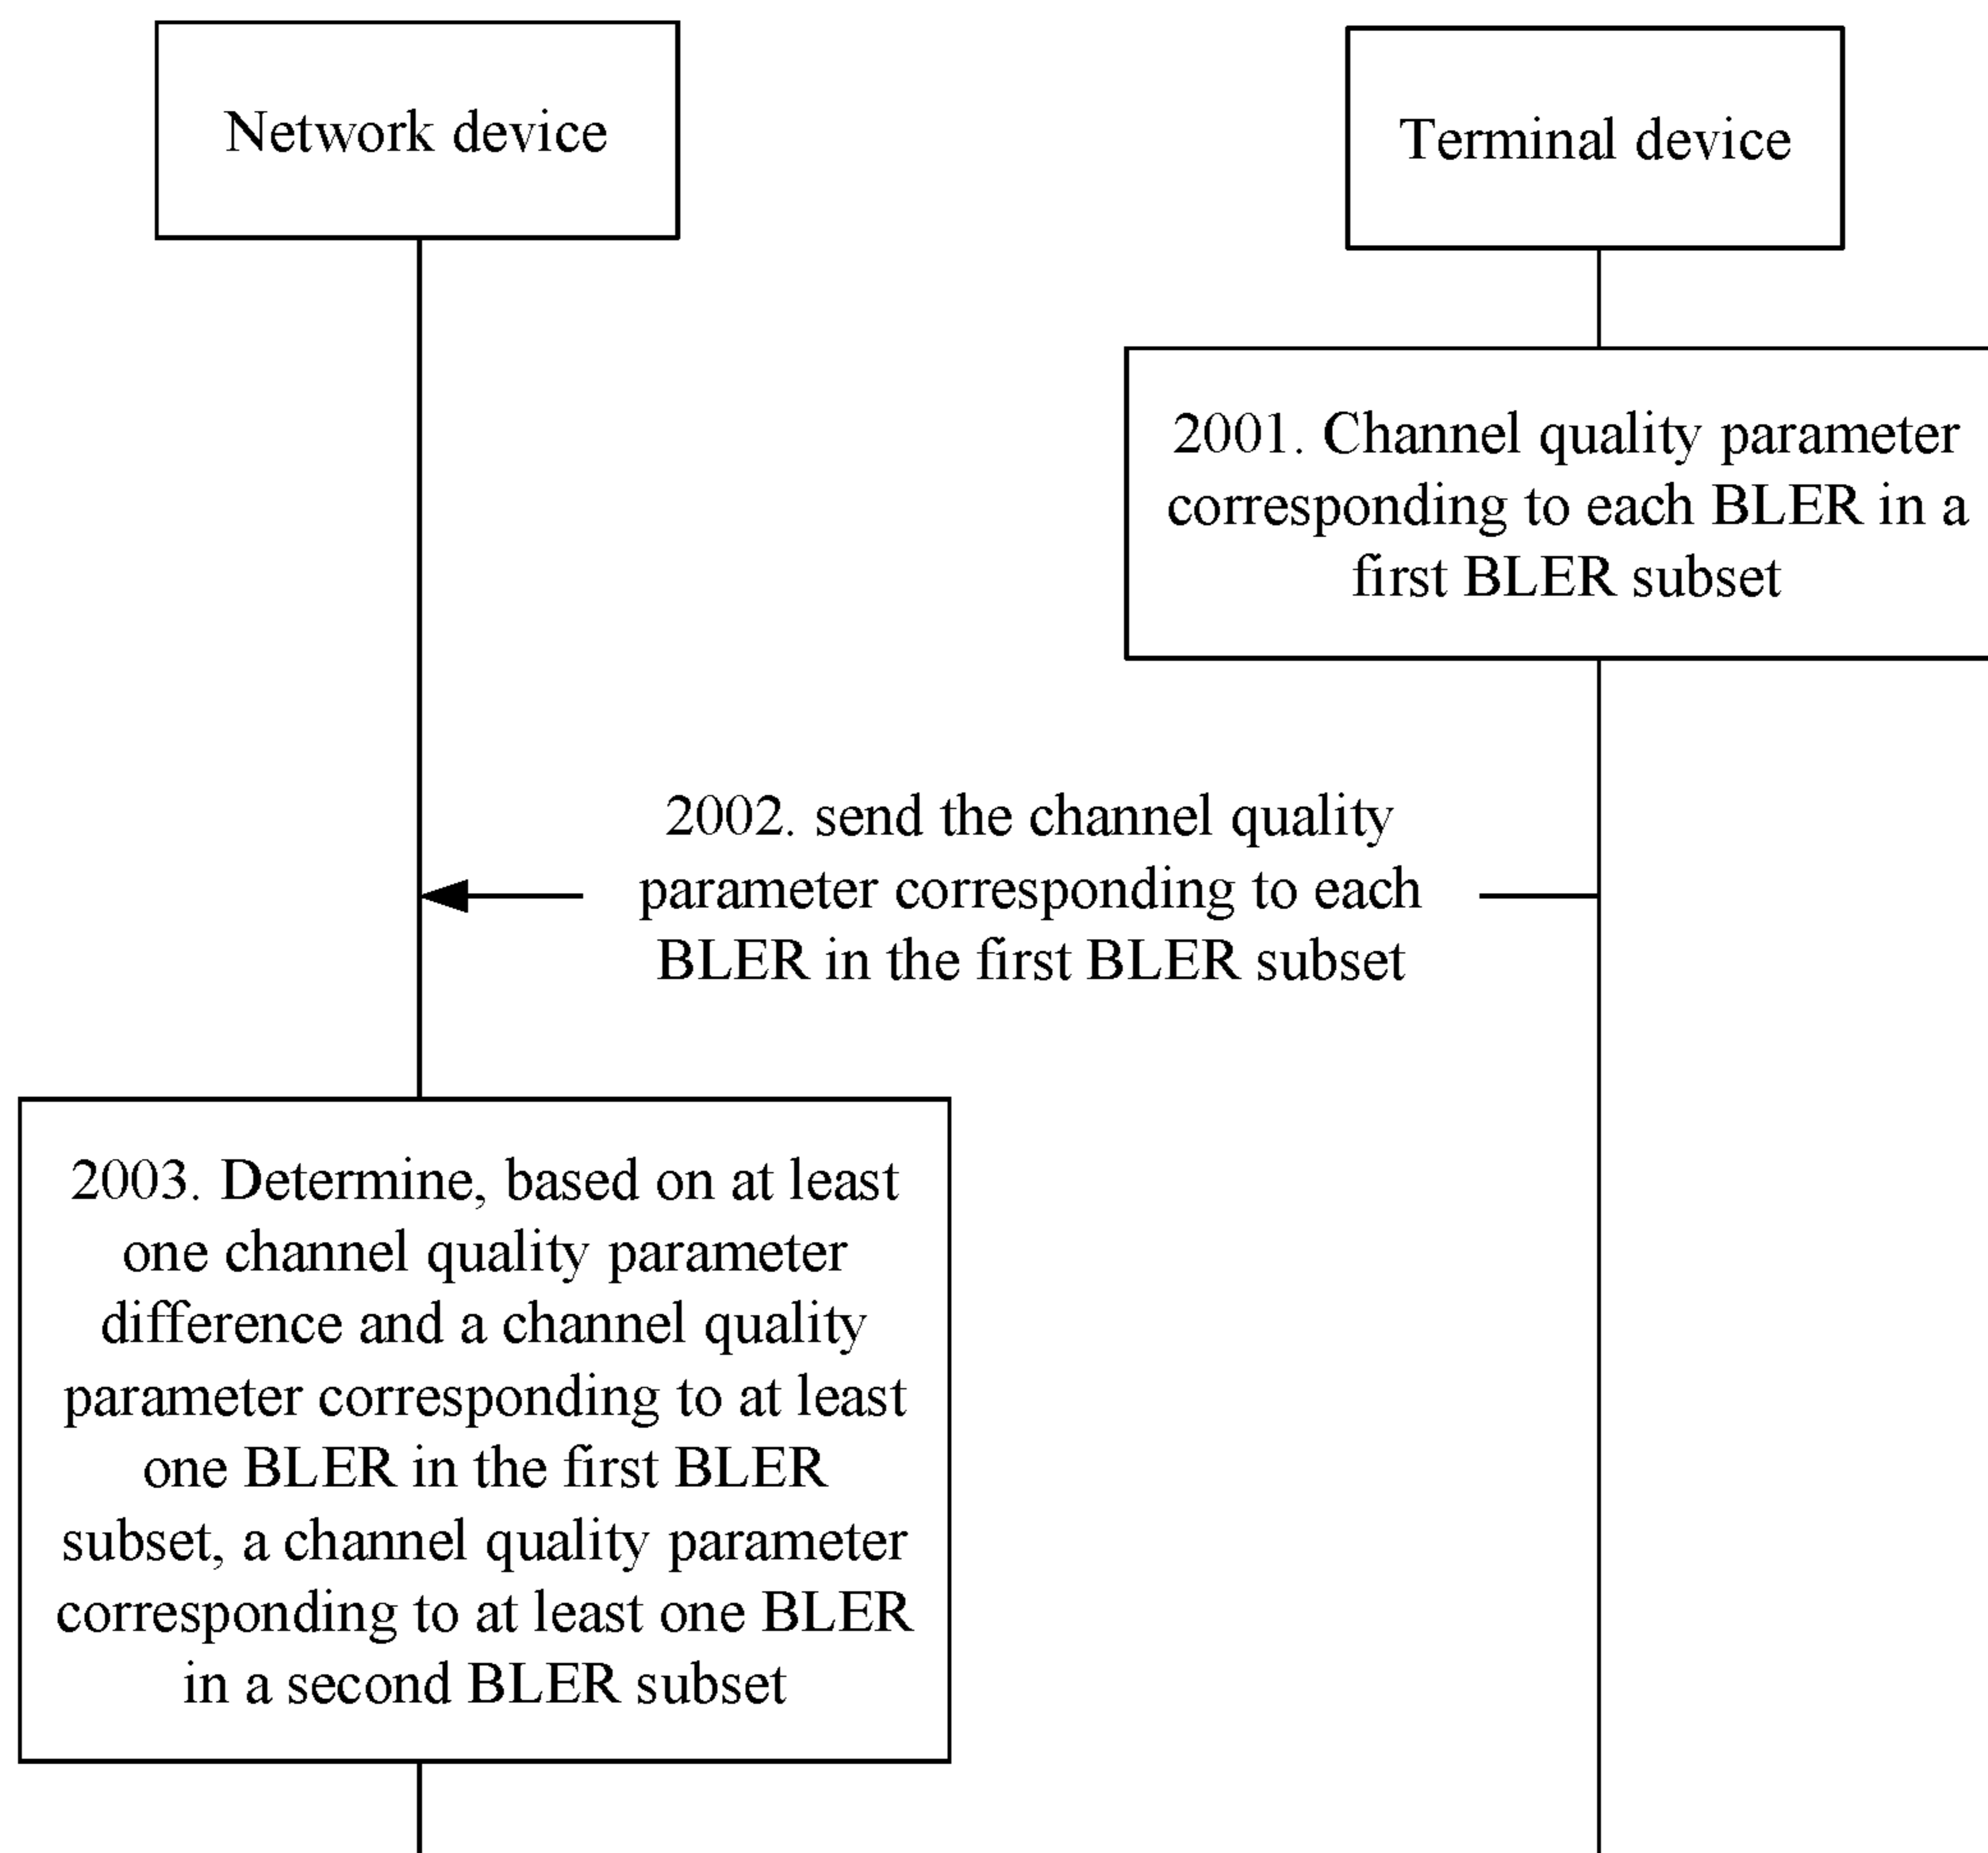 Network device
Terminal device
2001. Channel quality parameter
corresponding to each BLER in a
first BLER subset
2002. send the channel quality
parameter corresponding to each
BLER in the first BLER subset
2003. Determine, based on at least
one channel quality parameter
difference and a channel quality
parameter corresponding to at least
one BLER in the first BLER
subset, a channel quality parameter
corresponding to at least one BLER
in a second BLER subset